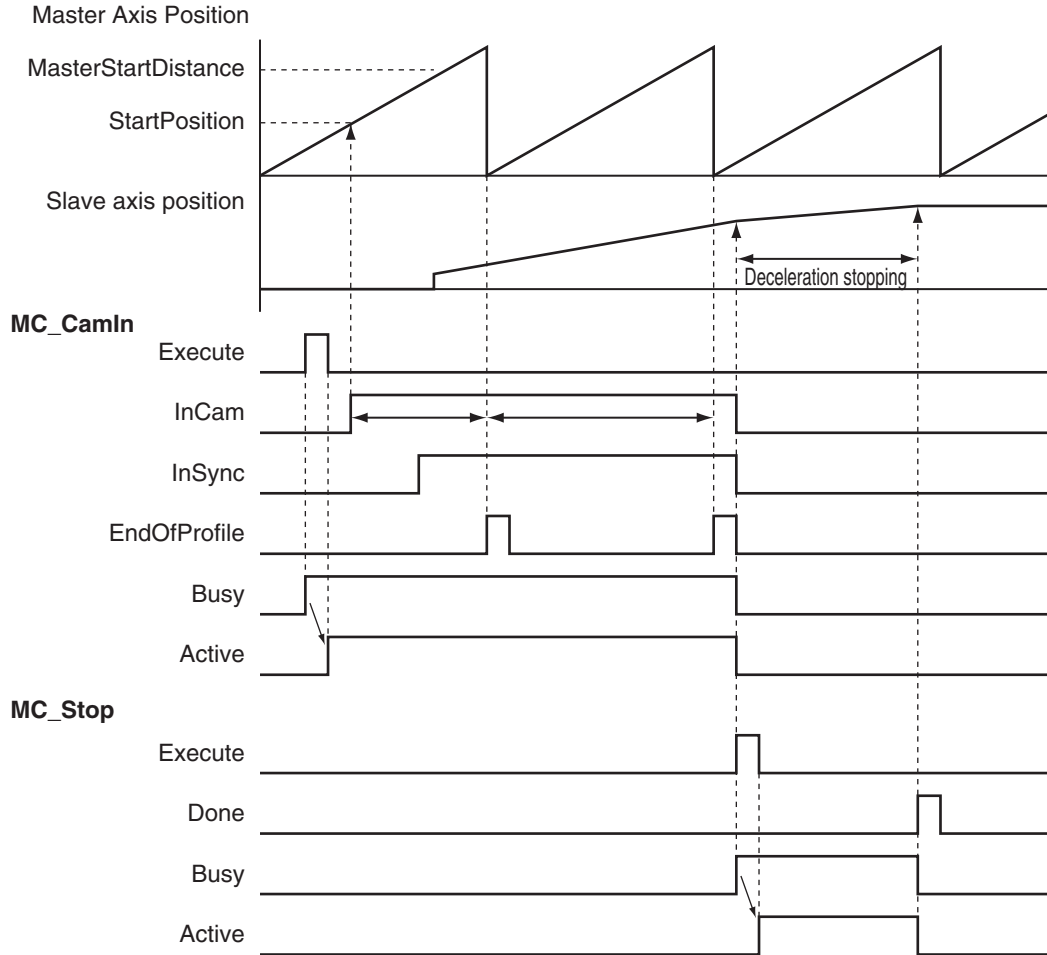 Master Axis Position
MasterStartDistance
StartPosition
Slave axis position
Deceleration stopping
MC_CamIn
Execute
InCam
InSync
EndOfProfile
Busy
Active
MC_Stop
Execute
Done
Busy
Active